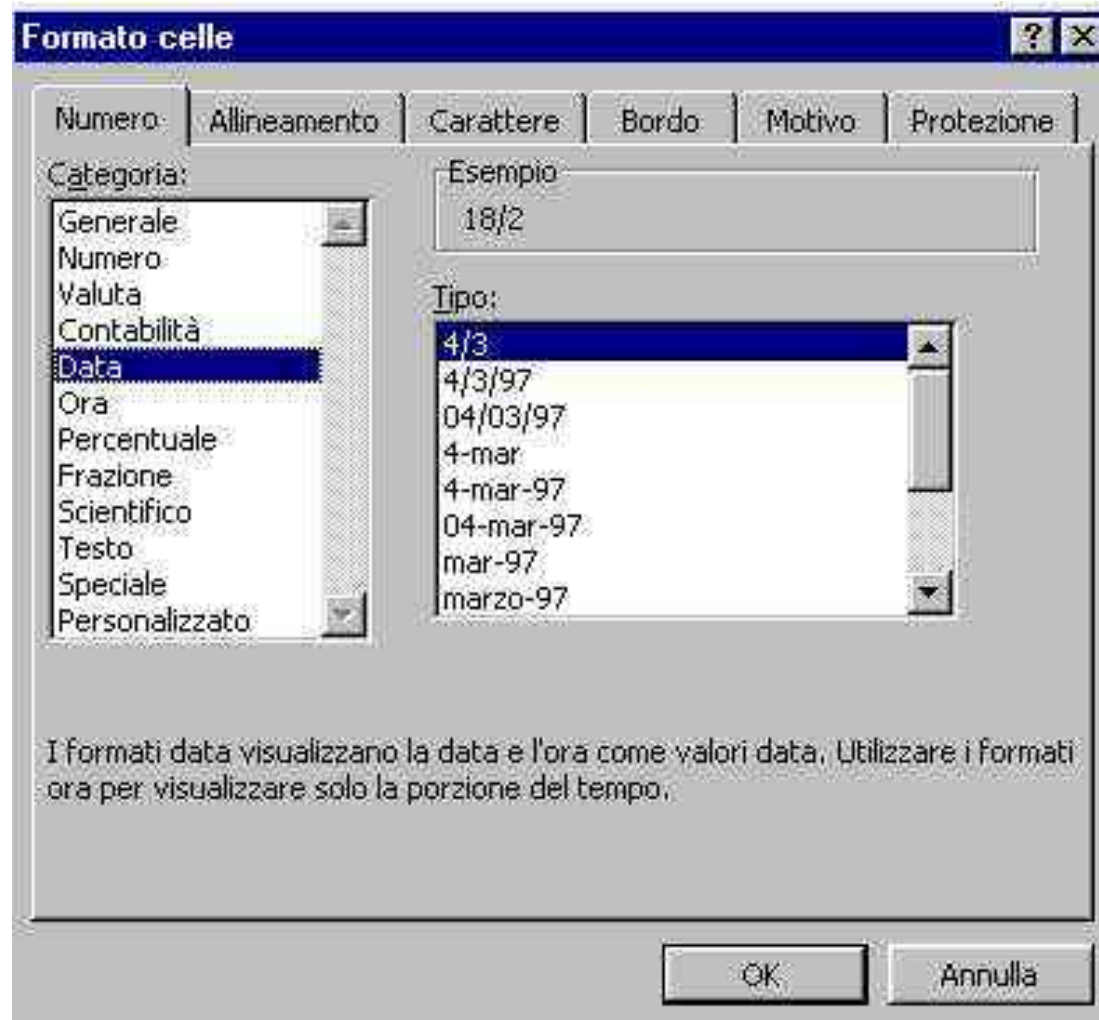 Formato celle
Numero Allineamento Carattere Bordo Motivo Protezione
Categoria:
Generale
Numero
Valuta
Contabilità
Data
Ora
Percentuale
Frazione
Scientifico
Testo
Speciale
Personalizzato
Esempio
18/2
Tipo:
4/3
4/3/97
04/03/97
4-mar
4-mar-97
04-mar-97
mar-97
marzo-97
I formati data visualizzano la data e l'ora come valori data. Utilizzare i formati
ora per visualizzare solo la porzione del tempo.
OK Annulla